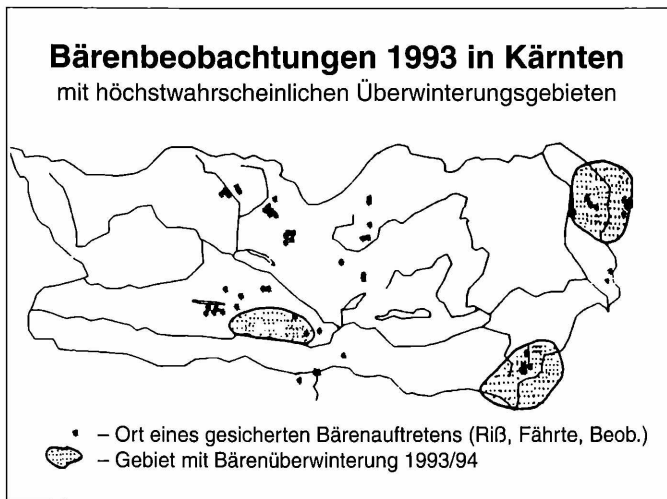 Bärenbeobachtungen 1993 in Kärnten
mit höchstwahrscheinlichen Überwinterungsgebieten
– Ort eines gesicherten Bärenauftretens (Riß, Fährte, Beob.)
– Gebiet mit Bärenüberwinterung 1993/94